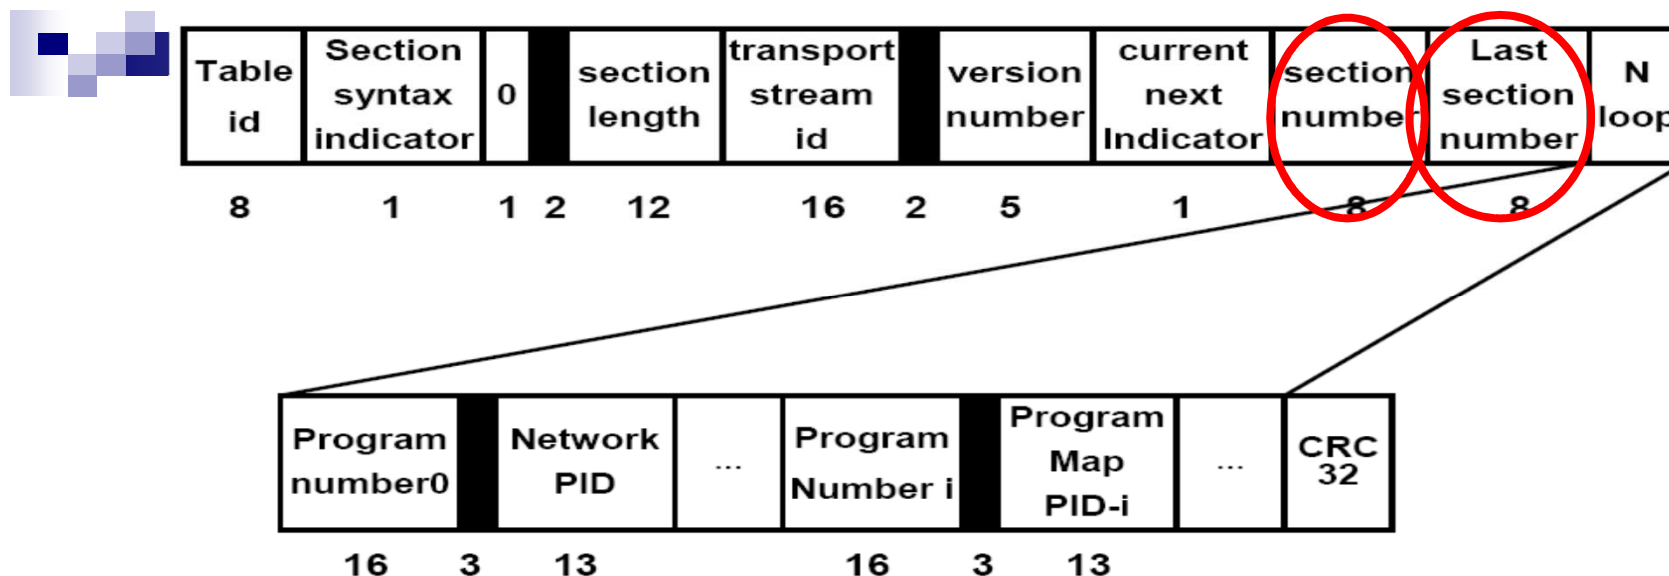 Table
id
Section
syntax
indicator
0
section
length
transport
stream
id
version
number
current
next
Indicator
section
number
Last
section
number
N
loop
8
1
1
2
12
16
2
5
1
8
8
Program
number0
Network
PID
...
Program
Number i
Program
Map
PID-i
...
CRC
32
16
3
13
16
3
13